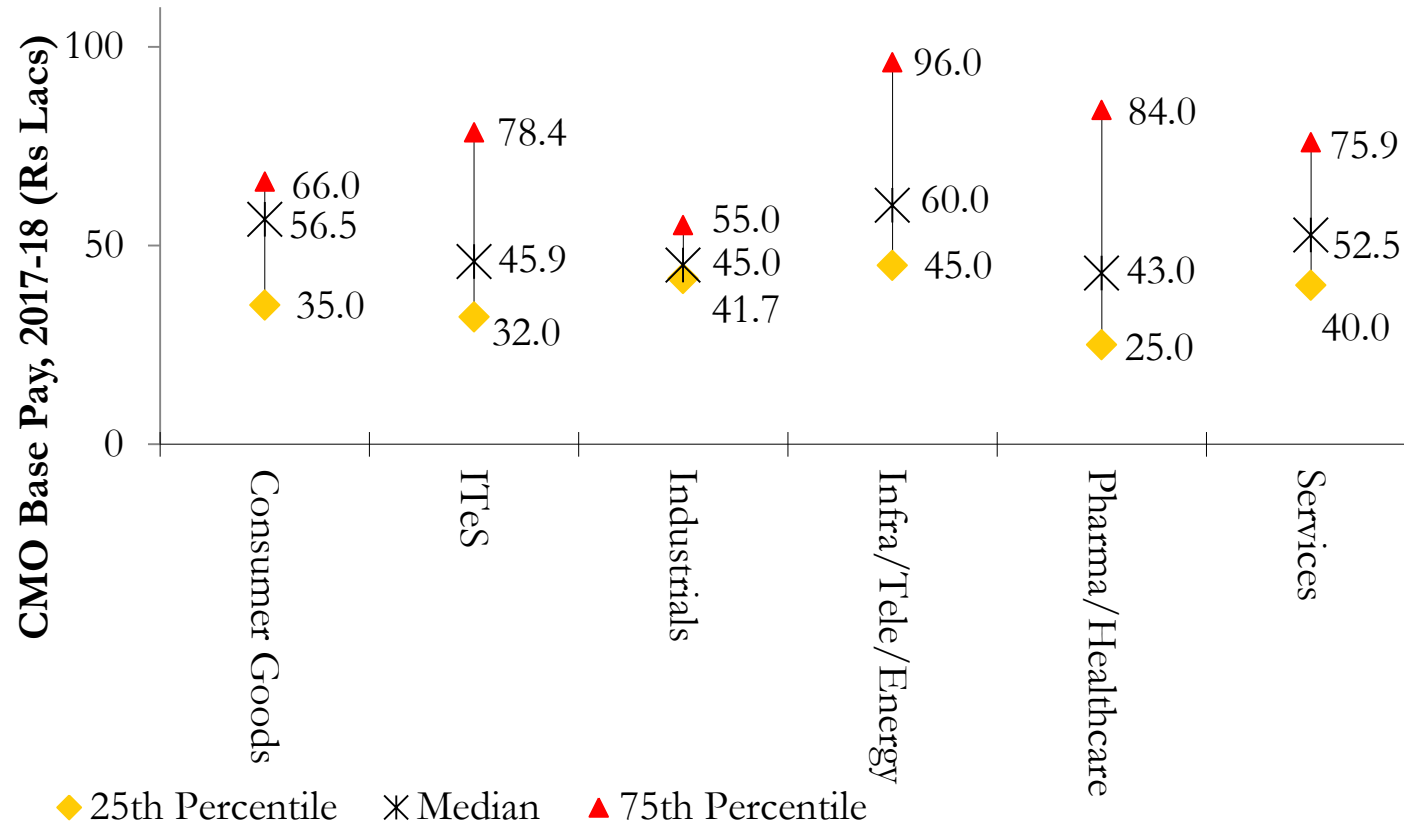 CMO Base Pay, 2017-18 (Rs Lacs)
100
50
0
66.0
56.5
35.0
78.4
45.9
32.0
55.0
45.0
41.7
96.0
60.0
45.0
84.0
43.0
25.0
75.9
52.5
40.0
Consumer Goods
ITeS
Industrials
Infra/Tele/Energy
Pharma/Healthcare
Services
25th Percentile
Median
75th Percentile